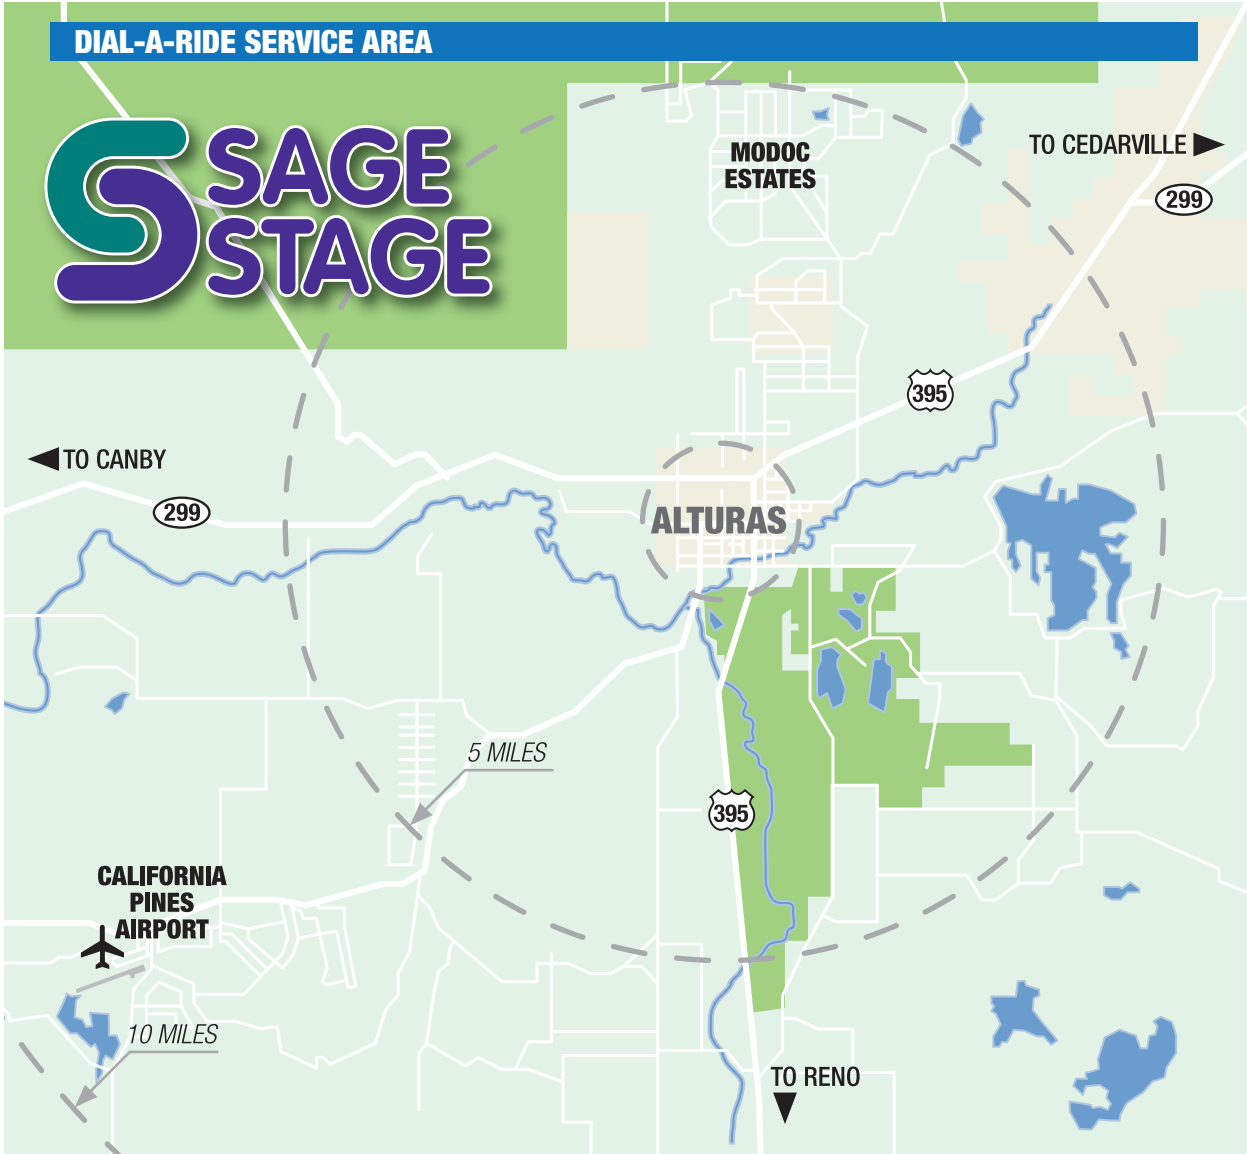 DIAL-A-RIDE SERVICE AREA
SAGE
STAGE
MODOC
ESTATES
TO CEDARVILLE
299
395
TO CANBY
299
ALTURAS
5 MILES
395
CALIFORNIA
PINES
AIRPORT
10 MILES
TO RENO